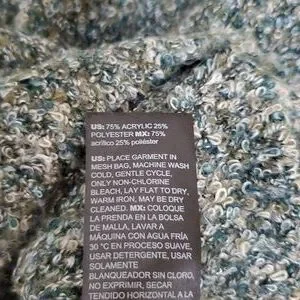 US: 75% ACRYLIC 25%
POLYESTER MX: 75%
acrílico 25% poliéster
US: PLACE GARMENT IN
MESH BAG, MACHINE WASH
COLD, GENTLE CYCLE,
ONLY NON-CHLORINE
BLEACH, LAY FLAT TO DRY,
WARM IRON, MAY BE DRY
CLEANED. MX: COLOQUE
LA PRENDA EN LA BOLSA
DE MALLA, LAVAR A
MÁQUINA CON AGUA FRÍA
30 °C EN PROCESO SUAVE,
USAR DETERGENTE, USAR
SOLAMENTE
BLANQUEADOR SIN CLORO,
NO EXPRIMIR, SECAR
TENDIDO HORIZONTAL A LA